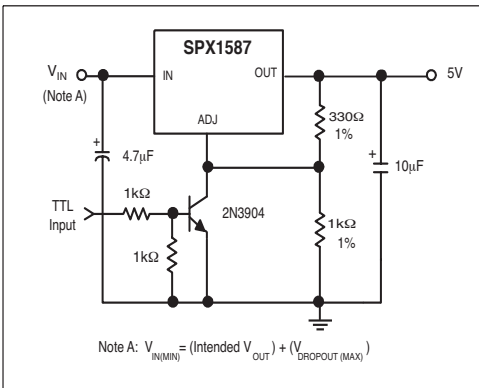 SPX1587
V_IN
IN
OUT
5V
(Note A)
ADJ
330Ω
1%
+
4.7µF
+
10µF
1kΩ
2N3904
TTL
Input
1kΩ
1%
1kΩ
Note A: V_IN(MIN) = (Intended V_OUT) + (V_DROPOUT (MAX))